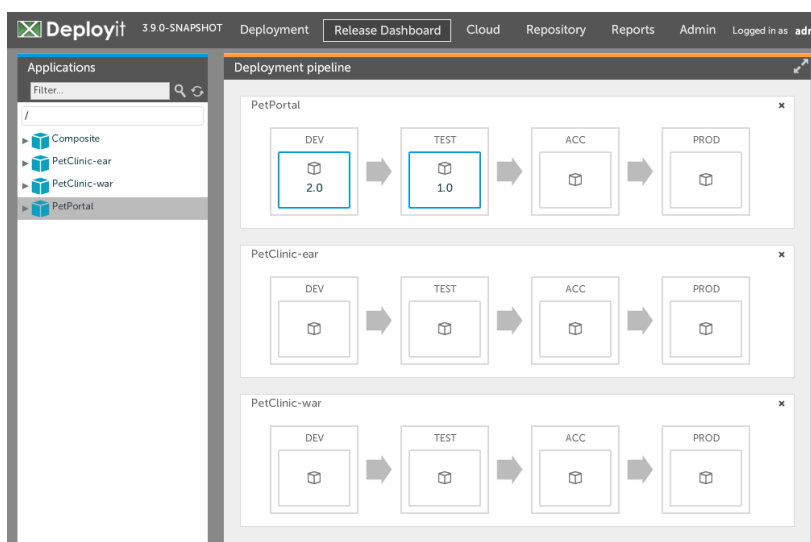 Deployit 3.9.0-SNAPSHOT Deployment Release Dashboard Cloud Repository Reports Admin Logged in as adm
Applications
Filter...
/
Composite
PetClinic-ear
PetClinic-war
PetPortal
Deployment pipeline
PetPortal
DEV TEST ACC PROD
2.0 1.0
PetClinic-ear
DEV TEST ACC PROD
PetClinic-war
DEV TEST ACC PROD